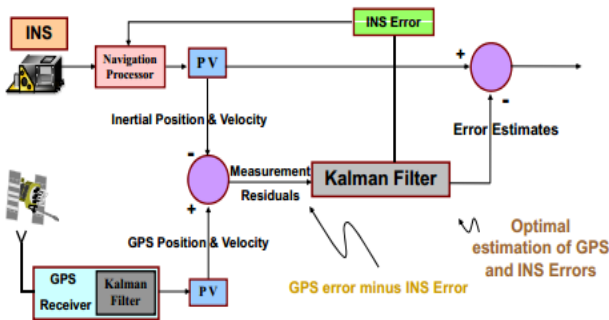 INS
INS Error
Navigation
Processor
P V
+
-
Inertial Position & Velocity
Error Estimates
-
Measurement
Residuals
Kalman Filter
+
GPS Position & Velocity
Optimal
estimation of GPS
and INS Errors
GPS error minus INS Error
GPS
Receiver
Kalman
Filter
P V